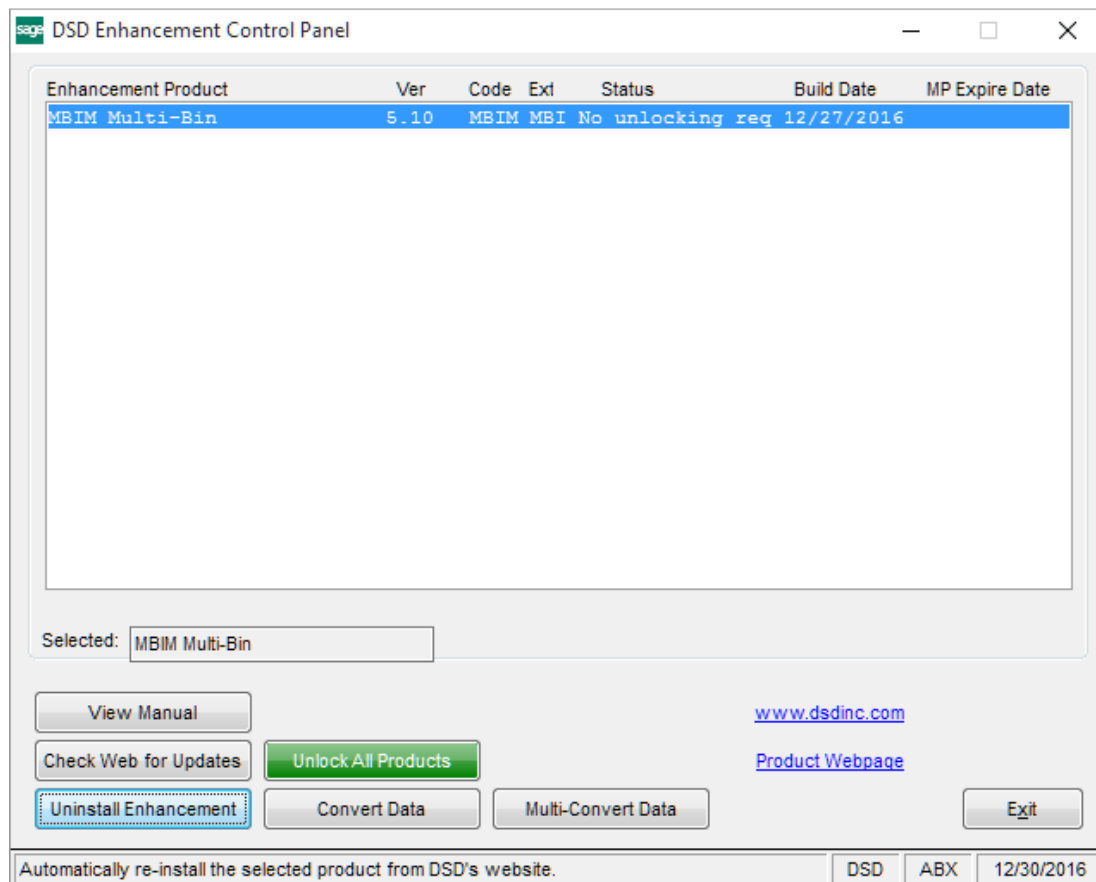 sage DSD Enhancement Control Panel
Enhancement Product Ver Code Ext Status Build Date MP Expire Date
MBIM Multi-Bin 5.10 MBIM MBI No unlocking req 12/27/2016
Selected: MBIM Multi-Bin
View Manual www.dsdinc.com
Check Web for Updates Unlock All Products Product Webpage
Uninstall Enhancement Convert Data Multi-Convert Data Exit
Automatically re-install the selected product from DSD's website. DSD ABX 12/30/2016